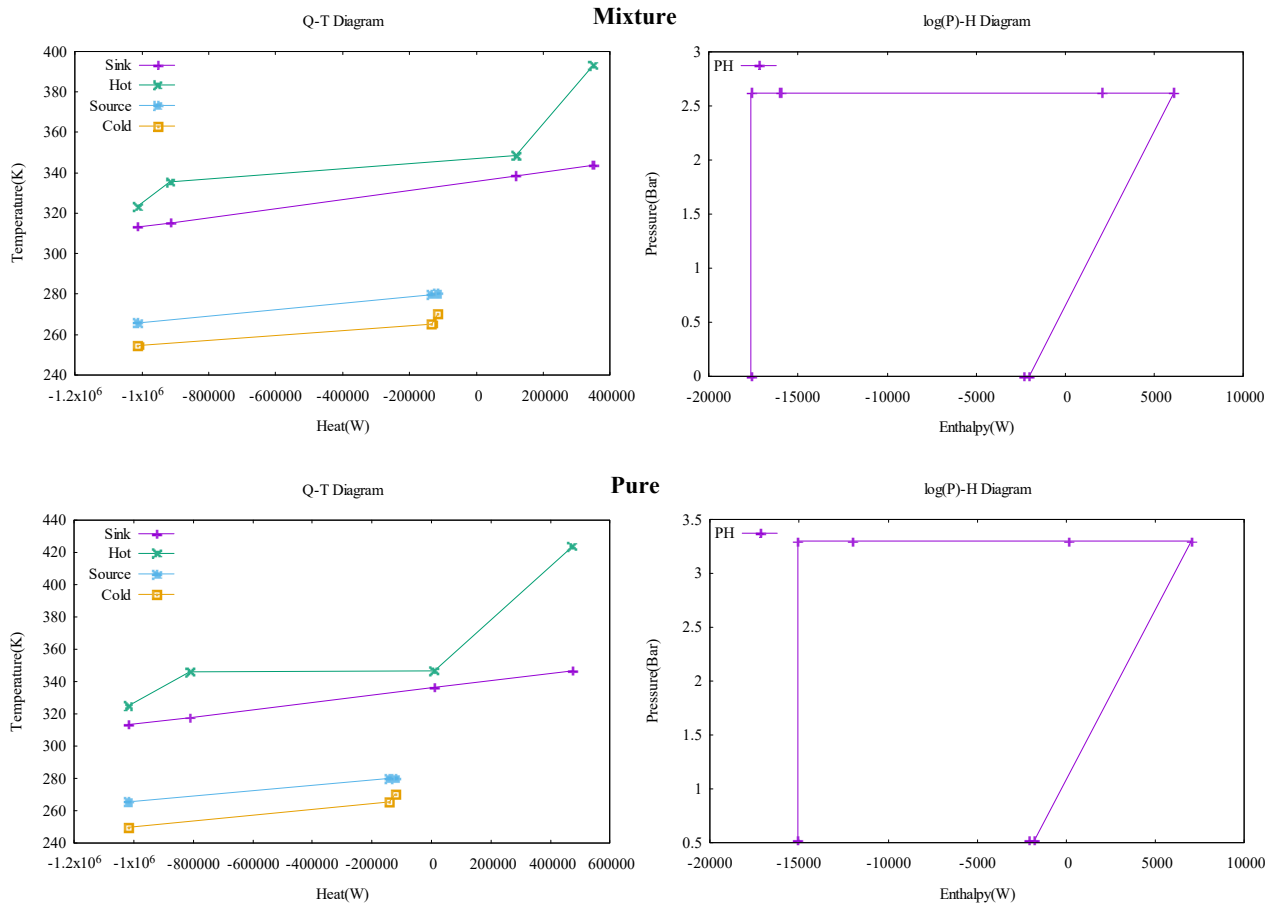 Mixture
Q-T Diagram
Temperature(K)
400
380
360
340
320
300
280
260
240
Sink
Hot
Source
Cold
-1.2x10⁶ -1x10⁶ -800000 -600000 -400000 -200000 0 200000 400000
Heat(W)
log(P)-H Diagram
Pressure(Bar)
3
2.5
2
1.5
1
0.5
0
PH
-20000 -15000 -10000 -5000 0 5000 10000
Enthalpy(W)
Pure
Q-T Diagram
Temperature(K)
440
420
400
380
360
340
320
300
280
260
240
Sink
Hot
Source
Cold
-1.2x10⁶ -1x10⁶ -800000 -600000 -400000 -200000 0 200000 400000 600000
Heat(W)
log(P)-H Diagram
Pressure(Bar)
3.5
3
2.5
2
1.5
1
0.5
PH
-20000 -15000 -10000 -5000 0 5000 10000
Enthalpy(W)